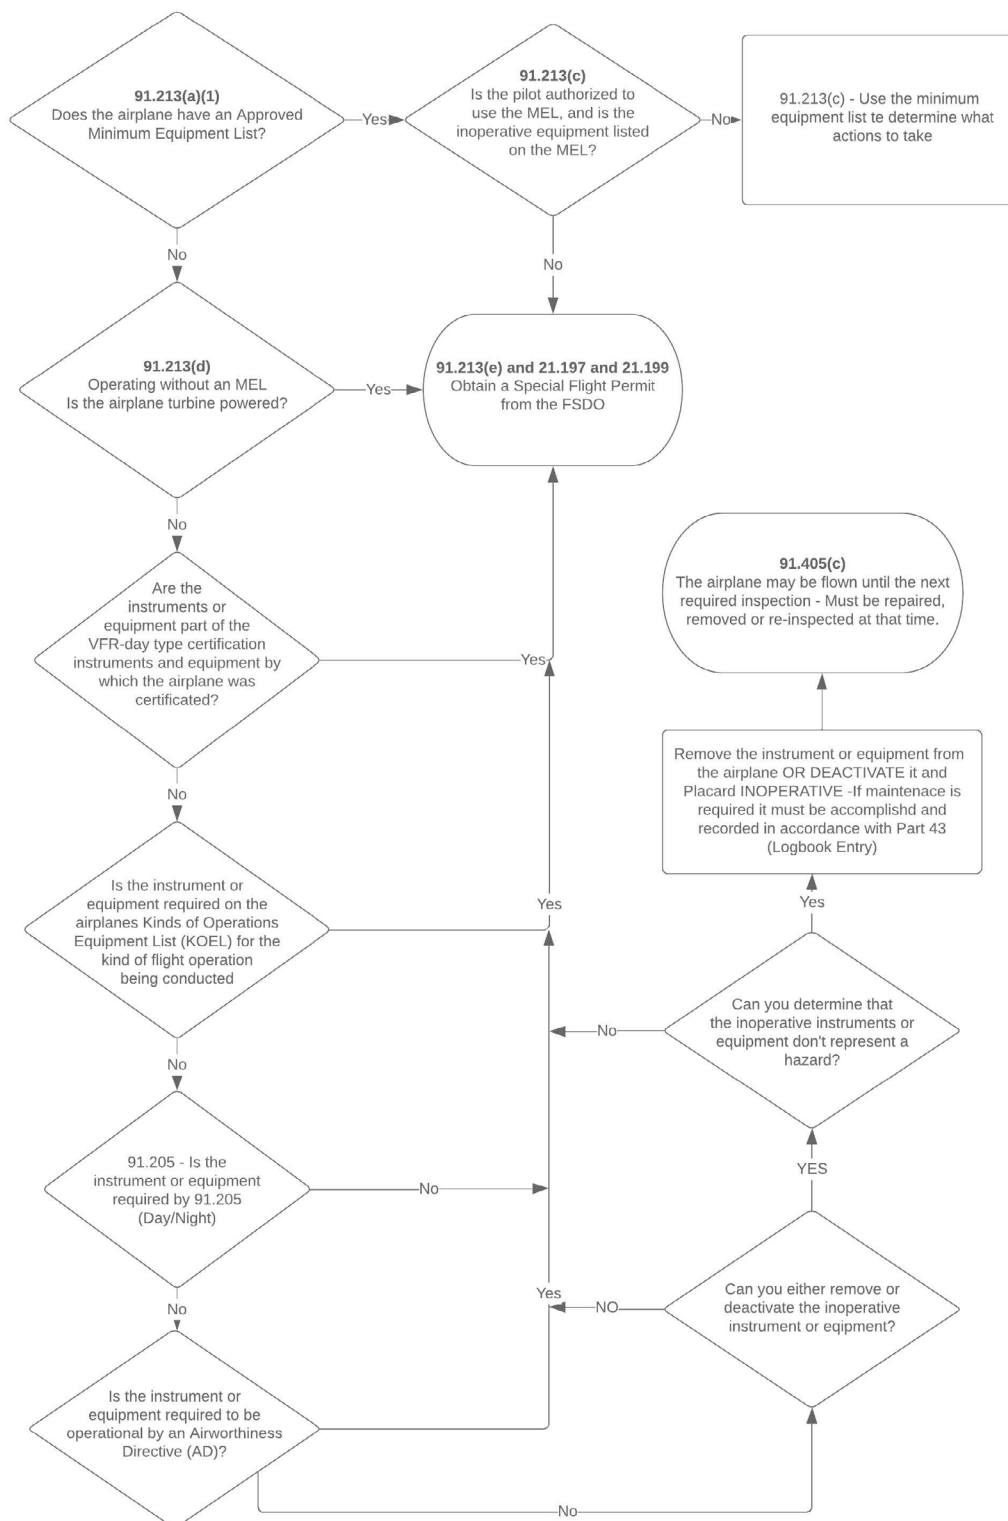 91.213(a)(1)
Does the airplane have an Approved
Minimum Equipment List?
Yes
91.213(c)
Is the pilot authorized to
use the MEL, and is the
inoperative equipment listed
on the MEL?
No
91.213(c) - Use the minimum
equipment list te determine what
actions to take
No
No
91.213(d)
Operating without an MEL
Is the airplane turbine powered?
Yes
91.213(e) and 21.197 and 21.199
Obtain a Special Flight Permit
from the FSDO
No
Are the
instruments or
equipment part of the
VFR-day type certification
instruments and equipment by
which the airplane was
certificated?
Yes
91.405(c)
The airplane may be flown until the next
required inspection - Must be repaired,
removed or re-inspected at that time.
Remove the instrument or equipment from
the airplane OR DEACTIVATE it and
Placard INOPERATIVE -If maintenace is
required it must be accomplishd and
recorded in accordance with Part 43
(Logbook Entry)
No
Is the instrument or
equipment required on the
airplanes Kinds of Operations
Equipment List (KOEL) for the
kind of flight operation
being conducted
Yes
Yes
Can you determine that
the inoperative instruments or
equipment don't represent a
hazard?
No
No
91.205 - Is the
instrument or equipment
required by 91.205
(Day/Night)
No
YES
Can you either remove or
deactivate the inoperative
instrument or eqipment?
NO
Yes
No
Is the instrument or
equipment required to be
operational by an Airworthiness
Directive (AD)?
No